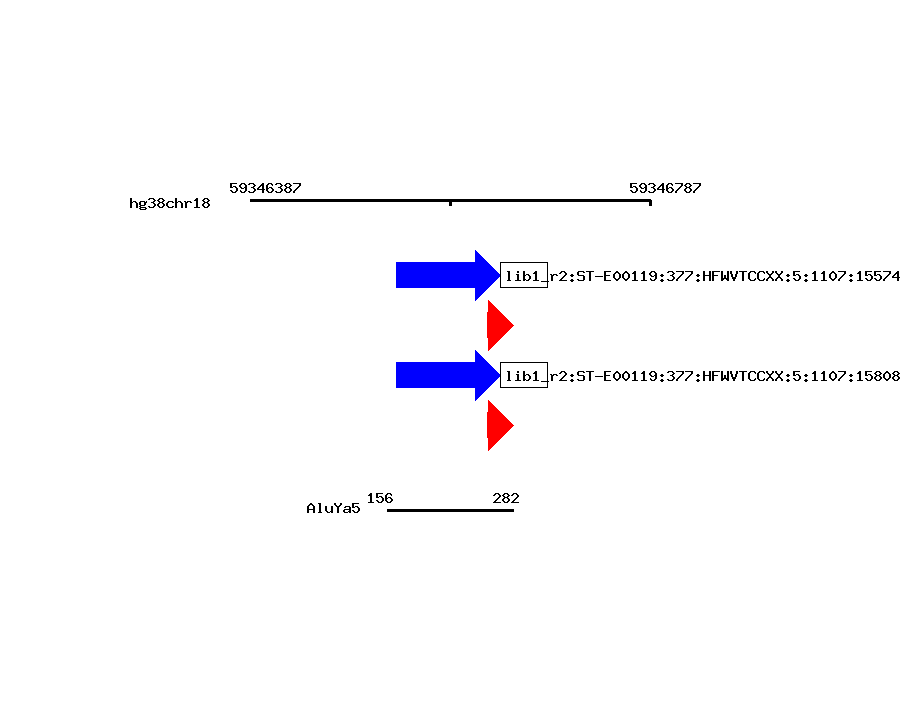 59346387 59346787
hg38chr18
lib1_r2:ST-E00119:377:HFWVTCCXX:5:1107:15574
lib1_r2:ST-E00119:377:HFWVTCCXX:5:1107:15808
156 282
AluYa5